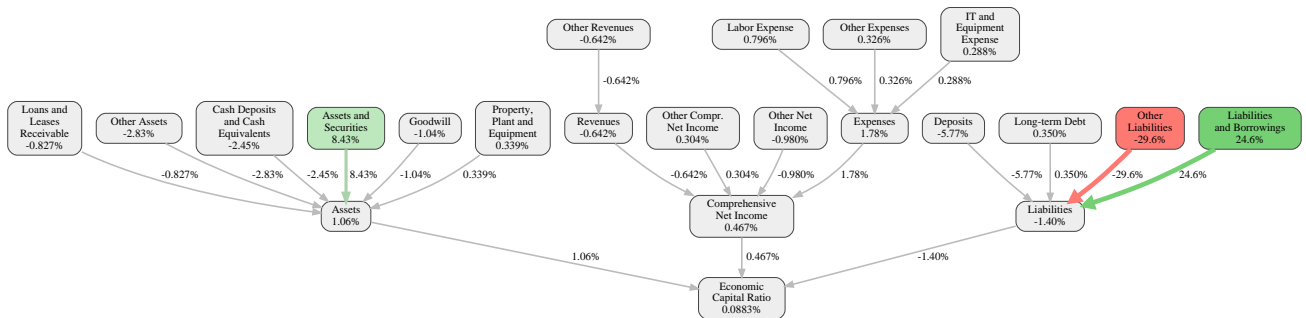 Other Revenues
-0.642%
Labor Expense
0.796%
Other Expenses
0.326%
IT and
Equipment
Expense
0.288%
-0.642%
0.796%
0.326%
0.288%
Loans and
Leases
Receivable
-0.827%
Other Assets
-2.83%
Cash Deposits
and Cash
Equivalents
-2.45%
Assets and
Securities
8.43%
Goodwill
-1.04%
Property,
Plant and
Equipment
0.339%
Revenues
-0.642%
Other Compr.
Net Income
0.304%
Other Net
Income
-0.980%
Expenses
1.78%
Deposits
-5.77%
Long-term Debt
0.350%
Other
Liabilities
-29.6%
Liabilities
and Borrowings
24.6%
-0.827%
-2.83%
-2.45%
8.43%
-1.04%
0.339%
-0.642%
0.304%
-0.980%
1.78%
-5.77%
0.350%
-29.6%
24.6%
Assets
1.06%
Comprehensive
Net Income
0.467%
Liabilities
-1.40%
1.06%
0.467%
-1.40%
Economic
Capital Ratio
0.0883%